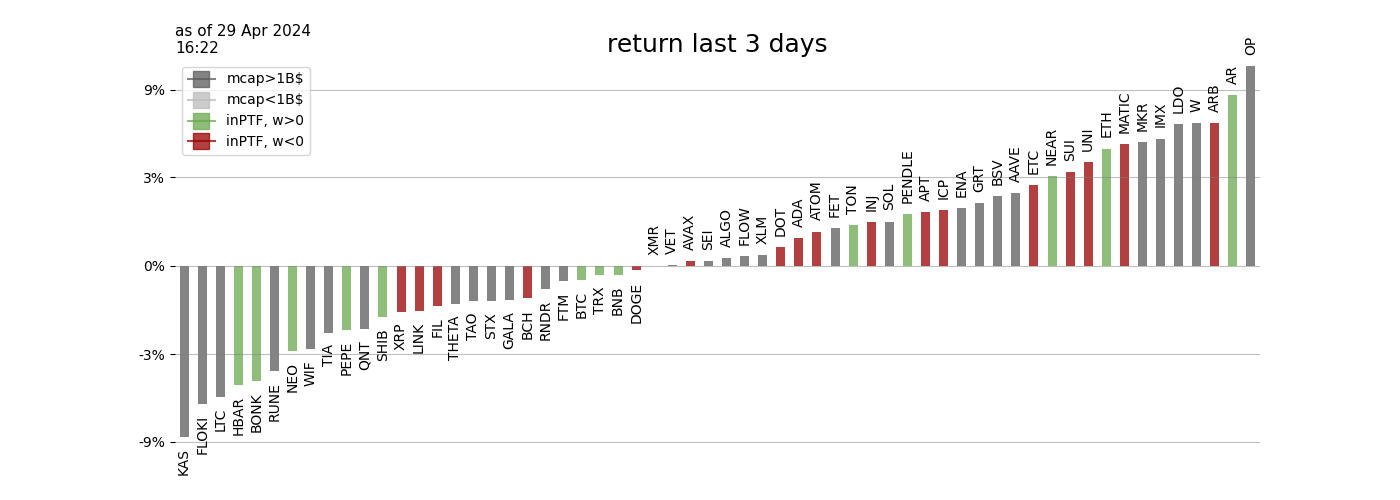 as of 29 Apr 2024
16:22
return last 3 days
mcap>1B$
mcap<1B$
inPTF, w>0
inPTF, w<0
9%
3%
0%
-3%
-9%
KAS
FLOKI
LTC
HBAR
BONK
RUNE
NEO
WIF
TIA
PEPE
QNT
SHIB
XRP
LINK
FIL
THETA
TAO
STX
GALA
BCH
RNDR
FTM
BTC
TRX
BNB
DOGE
XMR
VET
AVAX
SEI
ALGO
FLOW
XLM
DOT
ADA
ATOM
FET
TON
INJ
SOL
PENDLE
APT
ICP
ENA
GRT
BSV
AAVE
ETC
NEAR
SUI
UNI
ETH
MATIC
MKR
IMX
LDO
W
ARB
AR
OP